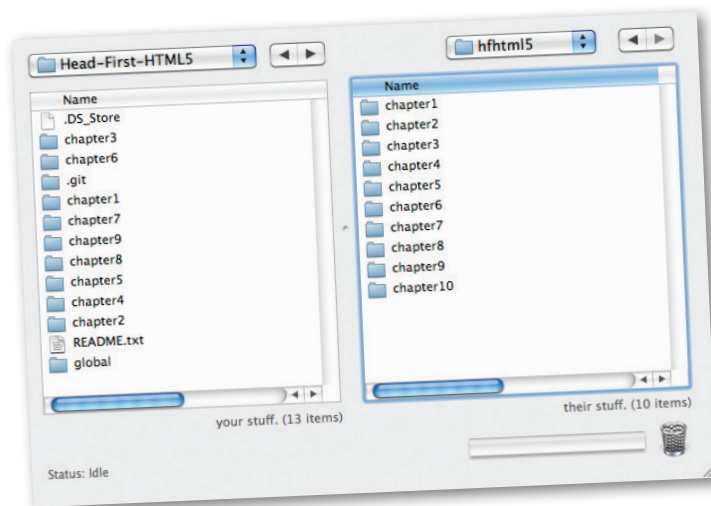 Head-First-HTML5
hfhtml5
Name
.DS_Store
chapter3
chapter6
.git
chapter1
chapter7
chapter9
chapter8
chapter5
chapter4
chapter2
README.txt
global
your stuff. (13 items)
Name
chapter1
chapter2
chapter3
chapter4
chapter5
chapter6
chapter7
chapter8
chapter9
chapter10
their stuff. (10 items)
Status: Idle